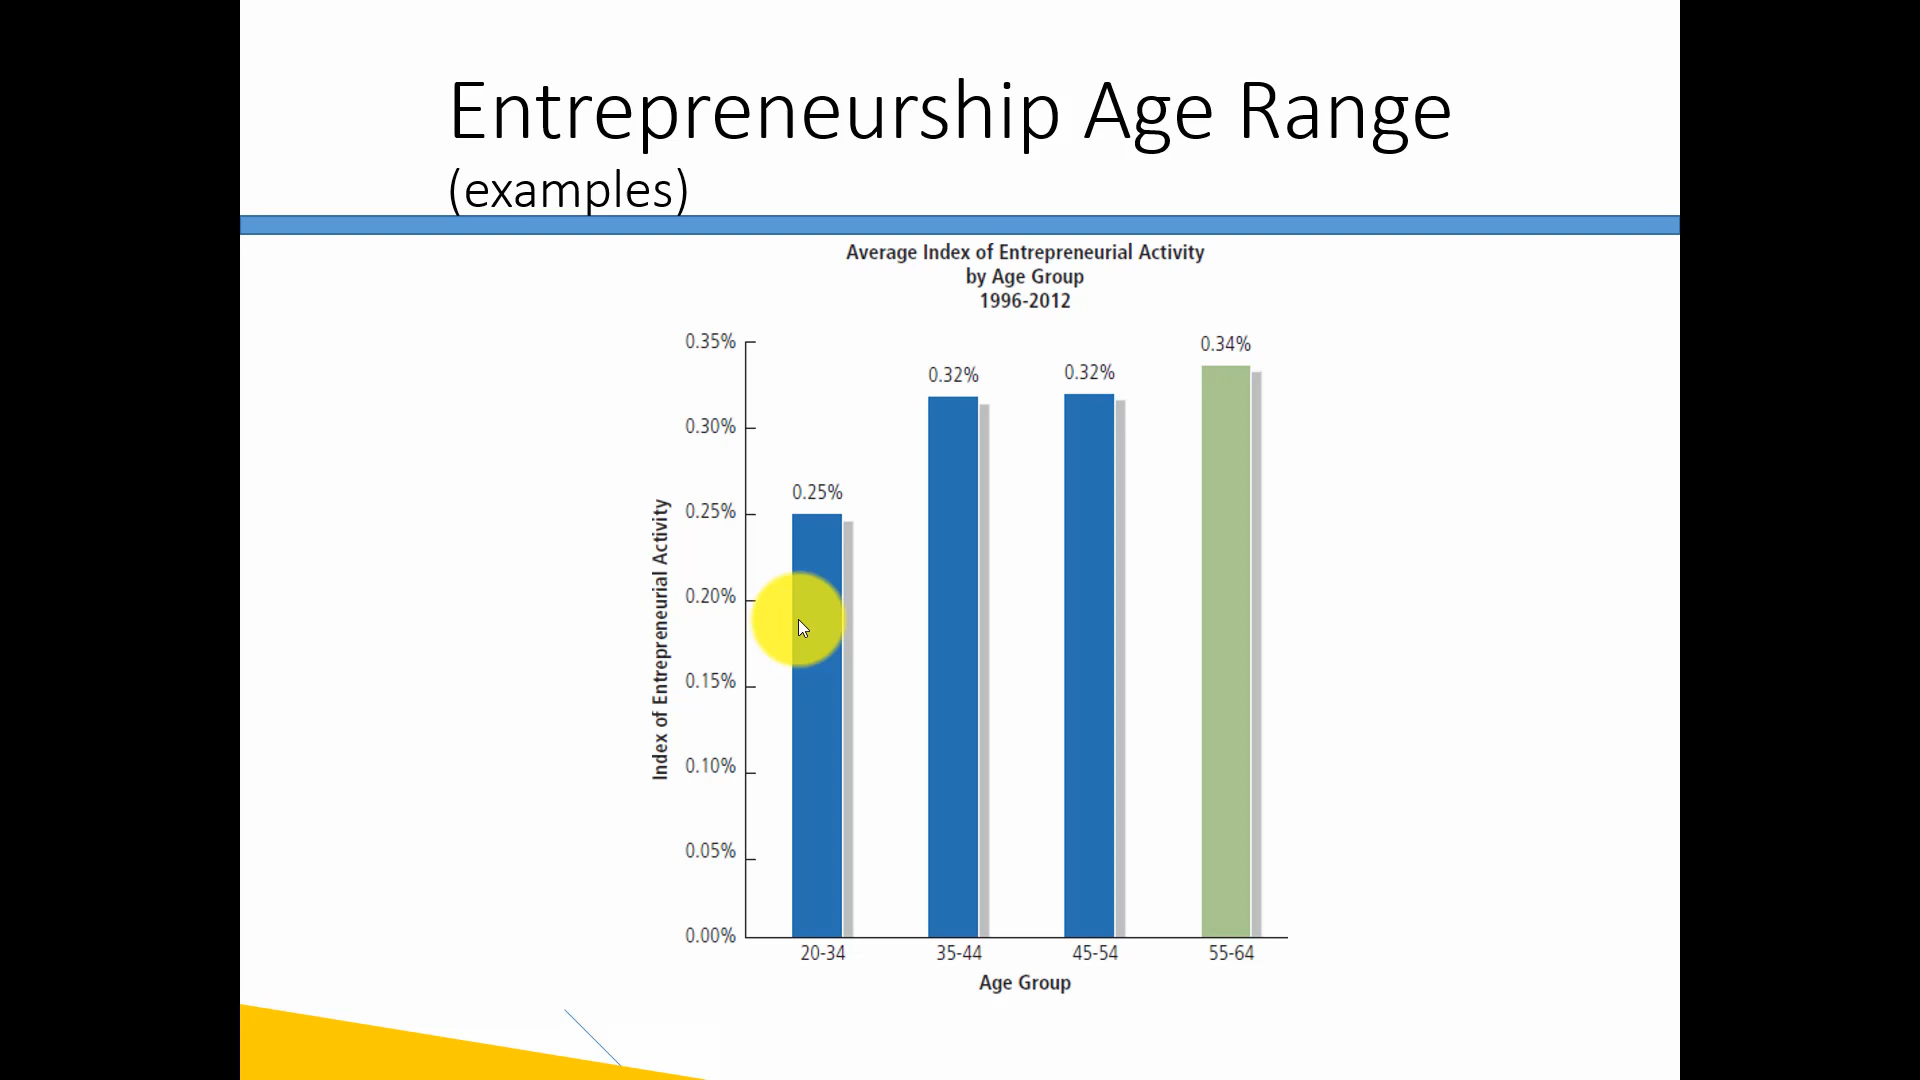 Entrepreneurship Age Range
(examples)
Average Index of Entrepreneurial Activity
by Age Group
1996-2012
Index of Entrepreneurial Activity
0.35%
0.30%
0.25%
0.20%
0.15%
0.10%
0.05%
0.00%
0.25%
0.32%
0.32%
0.34%
20-34 35-44 45-54 55-64
Age Group